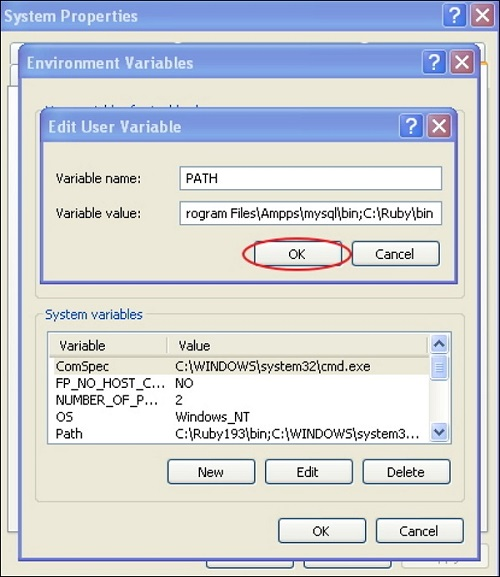 System Properties
Environment Variables
Edit User Variable
Variable name: PATH
Variable value: rogram Files\Ampps\mysql\bin;C:\Ruby\bin
OK Cancel
System variables
Variable Value
ComSpec C:\WINDOWS\system32\cmd.exe
FP_NO_HOST_C... NO
NUMBER_OF_P... 2
OS Windows_NT
Path C:\Ruby193\bin;C:\WINDOWS\system3...
New Edit Delete
OK Cancel